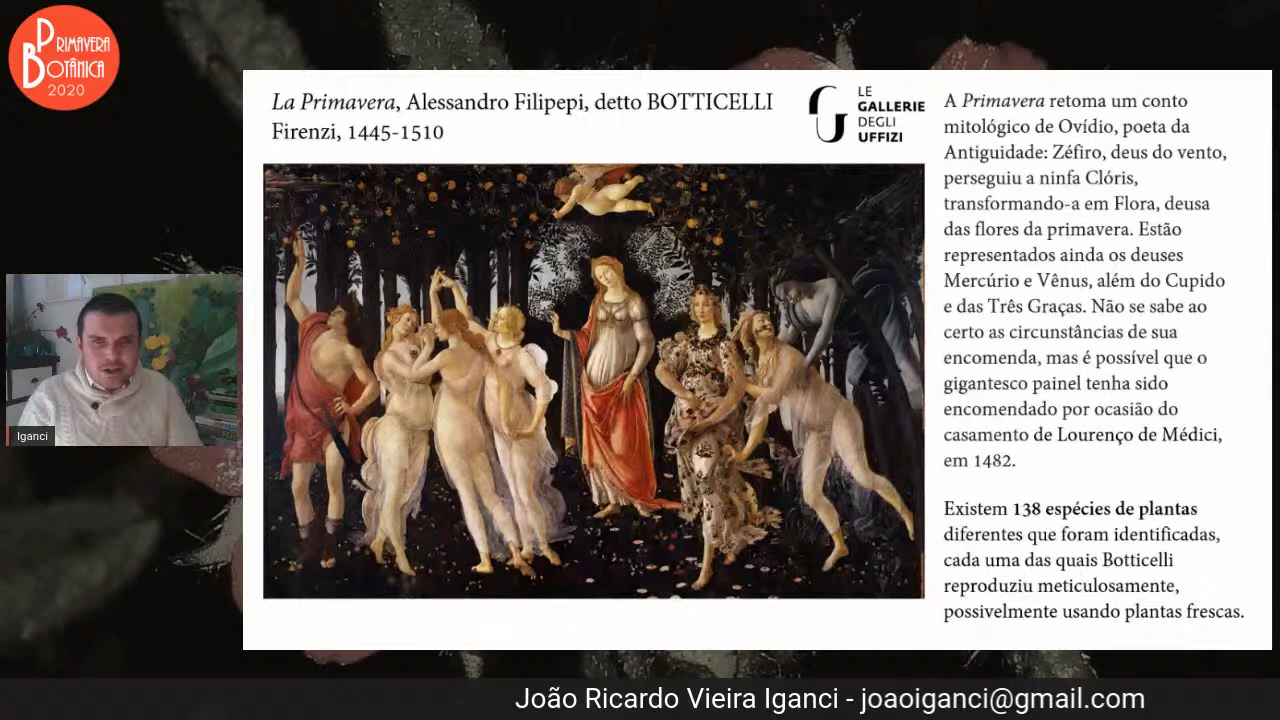 PRIMAVERA
BOTÂNICA
2020
La Primavera, Alessandro Filipepi, detto BOTTICELLI
Firenzi, 1445-1510
LE
GALLERIE
DEGLI
UFFIZI
A Primavera retoma um conto
mitológico de Ovídio, poeta da
Antiguidade: Zéfiro, deus do vento,
perseguiu a ninfa Clóris,
transformando-a em Flora, deusa
das flores da primavera. Estão
representados ainda os deuses
Mercúrio e Vênus, além do Cupido
e das Três Graças. Não se sabe ao
certo as circunstâncias de sua
encomenda, mas é possível que o
gigantesco painel tenha sido
encomendado por ocasião do
casamento de Lourenço de Médici,
em 1482.
Existem 138 espécies de plantas
diferentes que foram identificadas,
cada uma das quais Botticelli
reproduziu meticulosamente,
possivelmente usando plantas frescas.
Iganci
João Ricardo Vieira Iganci - joaoiganci@gmail.com